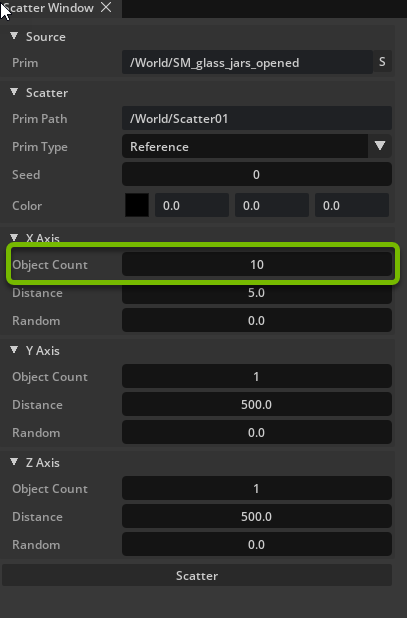 Scatter Window
Source
Prim /World/SM_glass_jars_opened S
Scatter
Prim Path /World/Scatter01
Prim Type Reference
Seed 0
Color 0.0 0.0 0.0
X Axis
Object Count 10
Distance 5.0
Random 0.0
Y Axis
Object Count 1
Distance 500.0
Random 0.0
Z Axis
Object Count 1
Distance 500.0
Random 0.0
Scatter